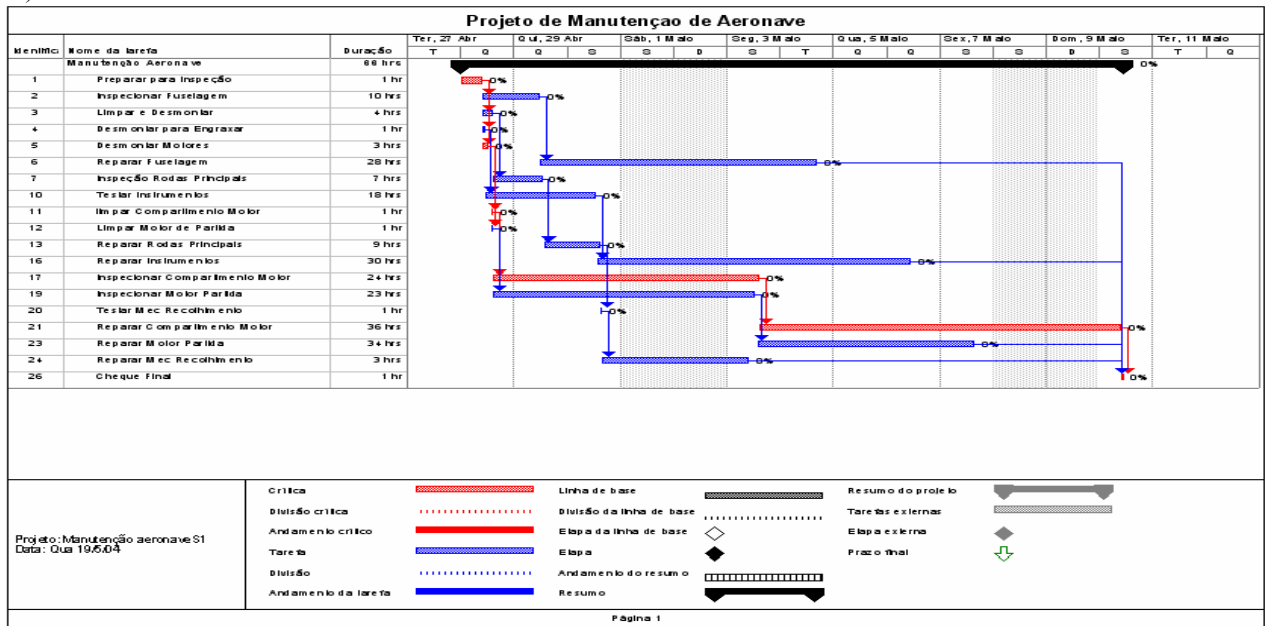 Projeto de Manutençao de Aeronave
Ter, 27 Abr Qui, 29 Abr Sáb, 1 Maio Seg, 3 Maio Qua, 5 Maio Sex, 7 Maio Dom, 9 Maio Ter, 11 Maio
Nome da tarefa Duração T Q Q S S D S T Q Q S S D S T Q
Manutenção Aeronave 66 hrs 0%
1 Preparar para Inspeção 1 hr 0%
2 Inspecionar Fuselagem 10 hrs 0%
3 Limpar e Desmontar 4 hrs 0%
4 Desmontar para Engraxar 1 hr 0%
5 Desmontar Motores 3 hrs 0%
6 Reparar Fuselagem 28 hrs 0%
7 Inspeção Rodas Principais 7 hrs 0%
10 Testar Instrumentos 18 hrs 0%
11 limpar Compartimento Motor 1 hr 0%
12 Limpar Motor de Partida 1 hr 0%
13 Reparar Rodas Principais 9 hrs 0%
16 Reparar Instrumentos 30 hrs 0%
17 Inspecionar Compartimento Motor 24 hrs 0%
19 Inspecionar Motor Partida 23 hrs 0%
20 Testar Mec Recolhimento 1 hr 0%
21 Reparar Compartimento Motor 36 hrs 0%
23 Reparar Motor Partida 34 hrs 0%
24 Reparar Mec Recolhimento 3 hrs 0%
26 Cheque Final 1 hr 0%
Projeto: Manutenção aeronave S1
Data: Qua 19/5/04
Crítica Linha de base Resumo do projeto
Divisão crítica Divisão da linha de base Tarefas externas
Andamento crítico Etapa da linha de base Etapa externa
Tarefa Etapa Prazo final
Divisão Andamento do resumo
Andamento da tarefa Resumo
Página 1